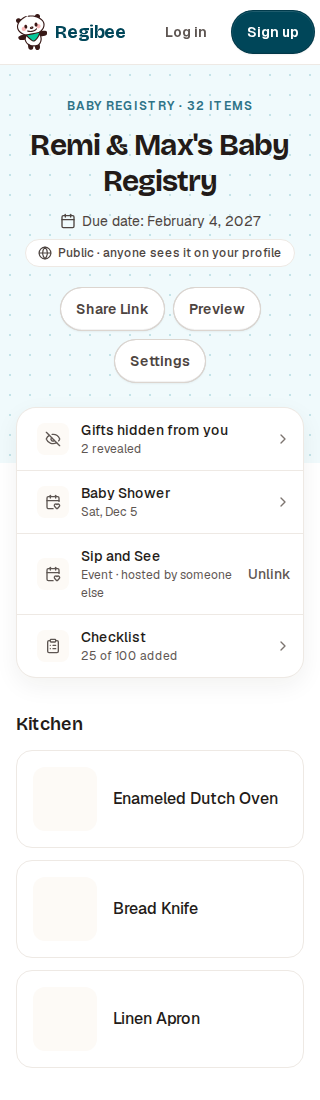 Regibee
Log in
Sign up
BABY REGISTRY · 32 ITEMS
Remi & Max's Baby
Registry
Due date: February 4, 2027
Public · anyone sees it on your profile
Share Link
Preview
Settings
Gifts hidden from you
2 revealed
Baby Shower
Sat, Dec 5
Sip and See
Event · hosted by someone
else
Unlink
Checklist
25 of 100 added
Kitchen
Enameled Dutch Oven
Bread Knife
Linen Apron